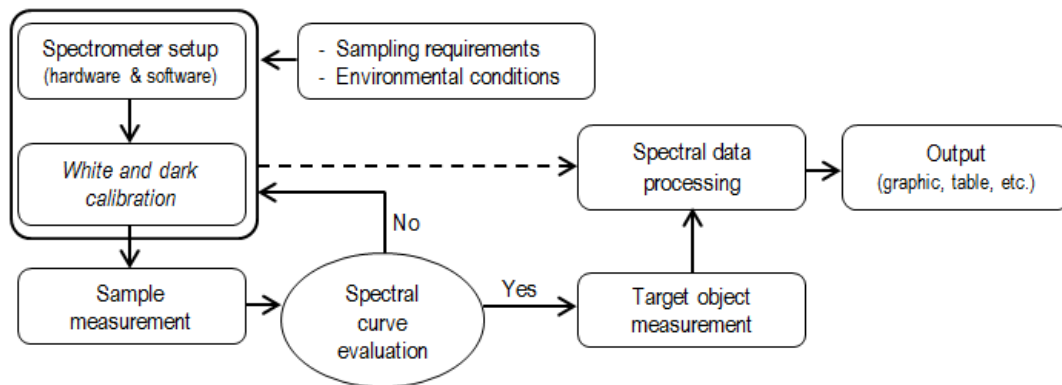 Spectrometer setup
(hardware & software)
- Sampling requirements
- Environmental conditions
White and dark
calibration
Spectral data
processing
Output
(graphic, table, etc.)
No
Sample
measurement
Spectral
curve
evaluation
Yes
Target object
measurement